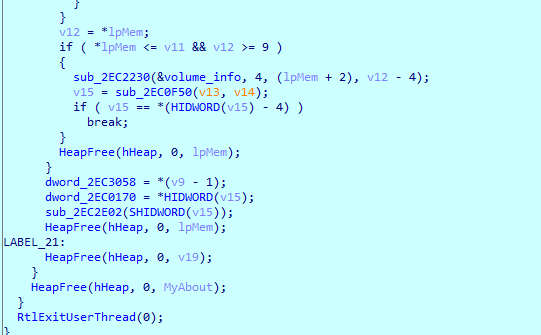 }
}
v12 = *lpMem;
if ( *lpMem <= v11 && v12 >= 9 )
{
sub_2EC2230(&volume_info, 4, (lpMem + 2), v12 - 4);
v15 = sub_2EC0F50(v13, v14);
if ( v15 == *(HIDWORD(v15) - 4) )
break;
}
HeapFree(hHeap, 0, lpMem);
}
dword_2EC3058 = *(v9 - 1);
dword_2EC0170 = *HIDWORD(v15);
sub_2EC2E02(SHIDWORD(v15));
HeapFree(hHeap, 0, lpMem);
LABEL_21:
HeapFree(hHeap, 0, v19);
}
HeapFree(hHeap, 0, MyAbout);
}
RtlExitUserThread(0);
}